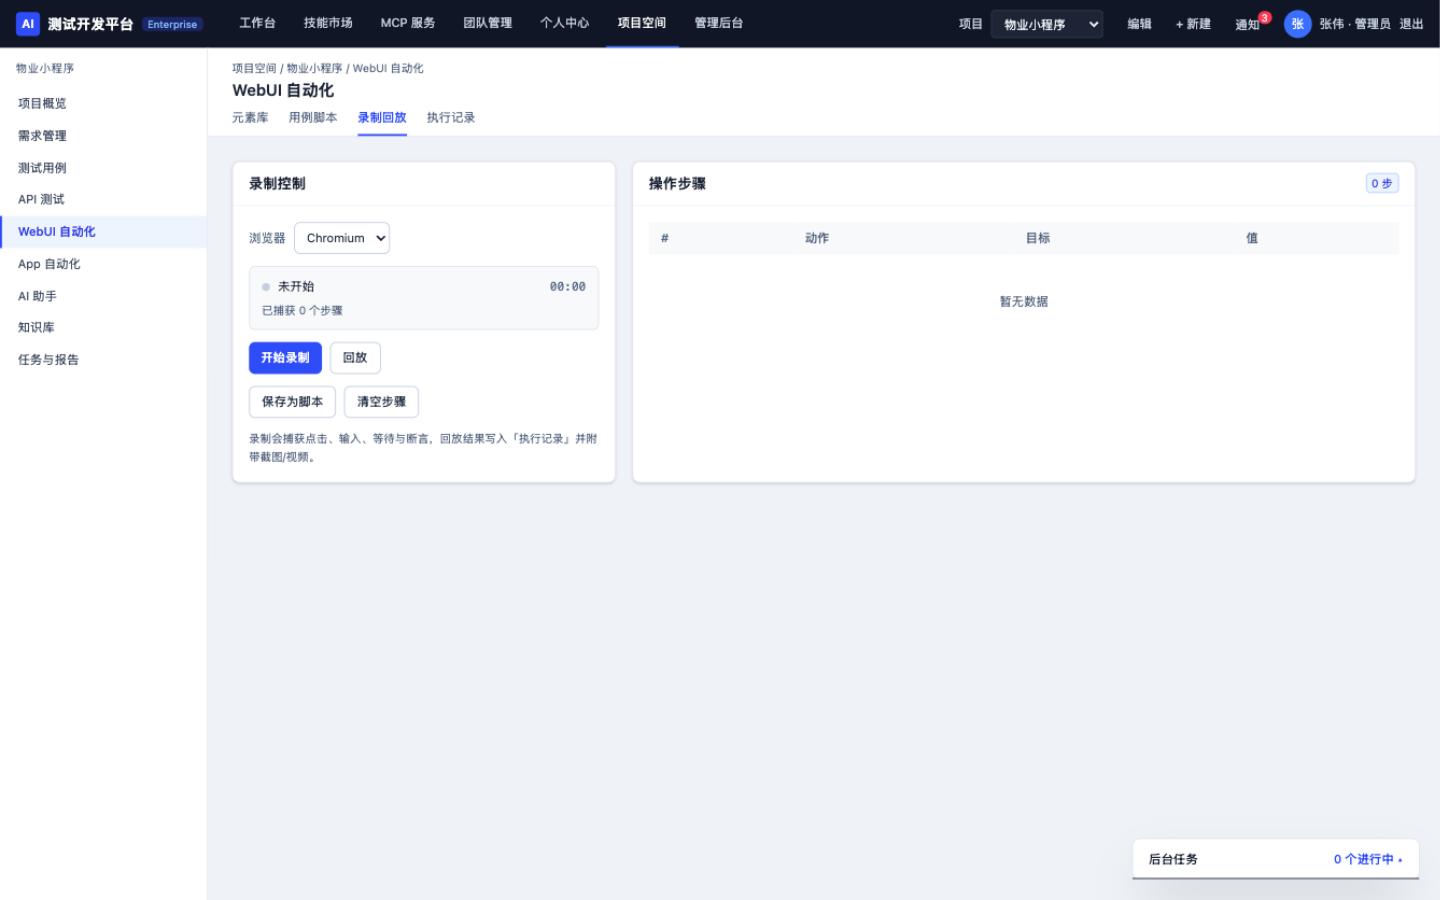 AI 测试开发平台 Enterprise 工作台 技能市场 MCP 服务 团队管理 个人中心 项目空间 管理后台 项目 物业小程序 编辑 + 新建 通知 3 张 张伟 · 管理员 退出
物业小程序
项目概览
需求管理
测试用例
API 测试
WebUI 自动化
App 自动化
AI 助手
知识库
任务与报告
项目空间 / 物业小程序 / WebUI 自动化
WebUI 自动化
元素库 用例脚本 录制回放 执行记录
录制控制
浏览器 Chromium
未开始 00:00
已捕获 0 个步骤
开始录制 回放
保存为脚本 清空步骤
录制会捕获点击、输入、等待与断言，回放结果写入「执行记录」并附
带截图/视频。
操作步骤 0 步
# 动作 目标 值
暂无数据
后台任务 0 个进行中